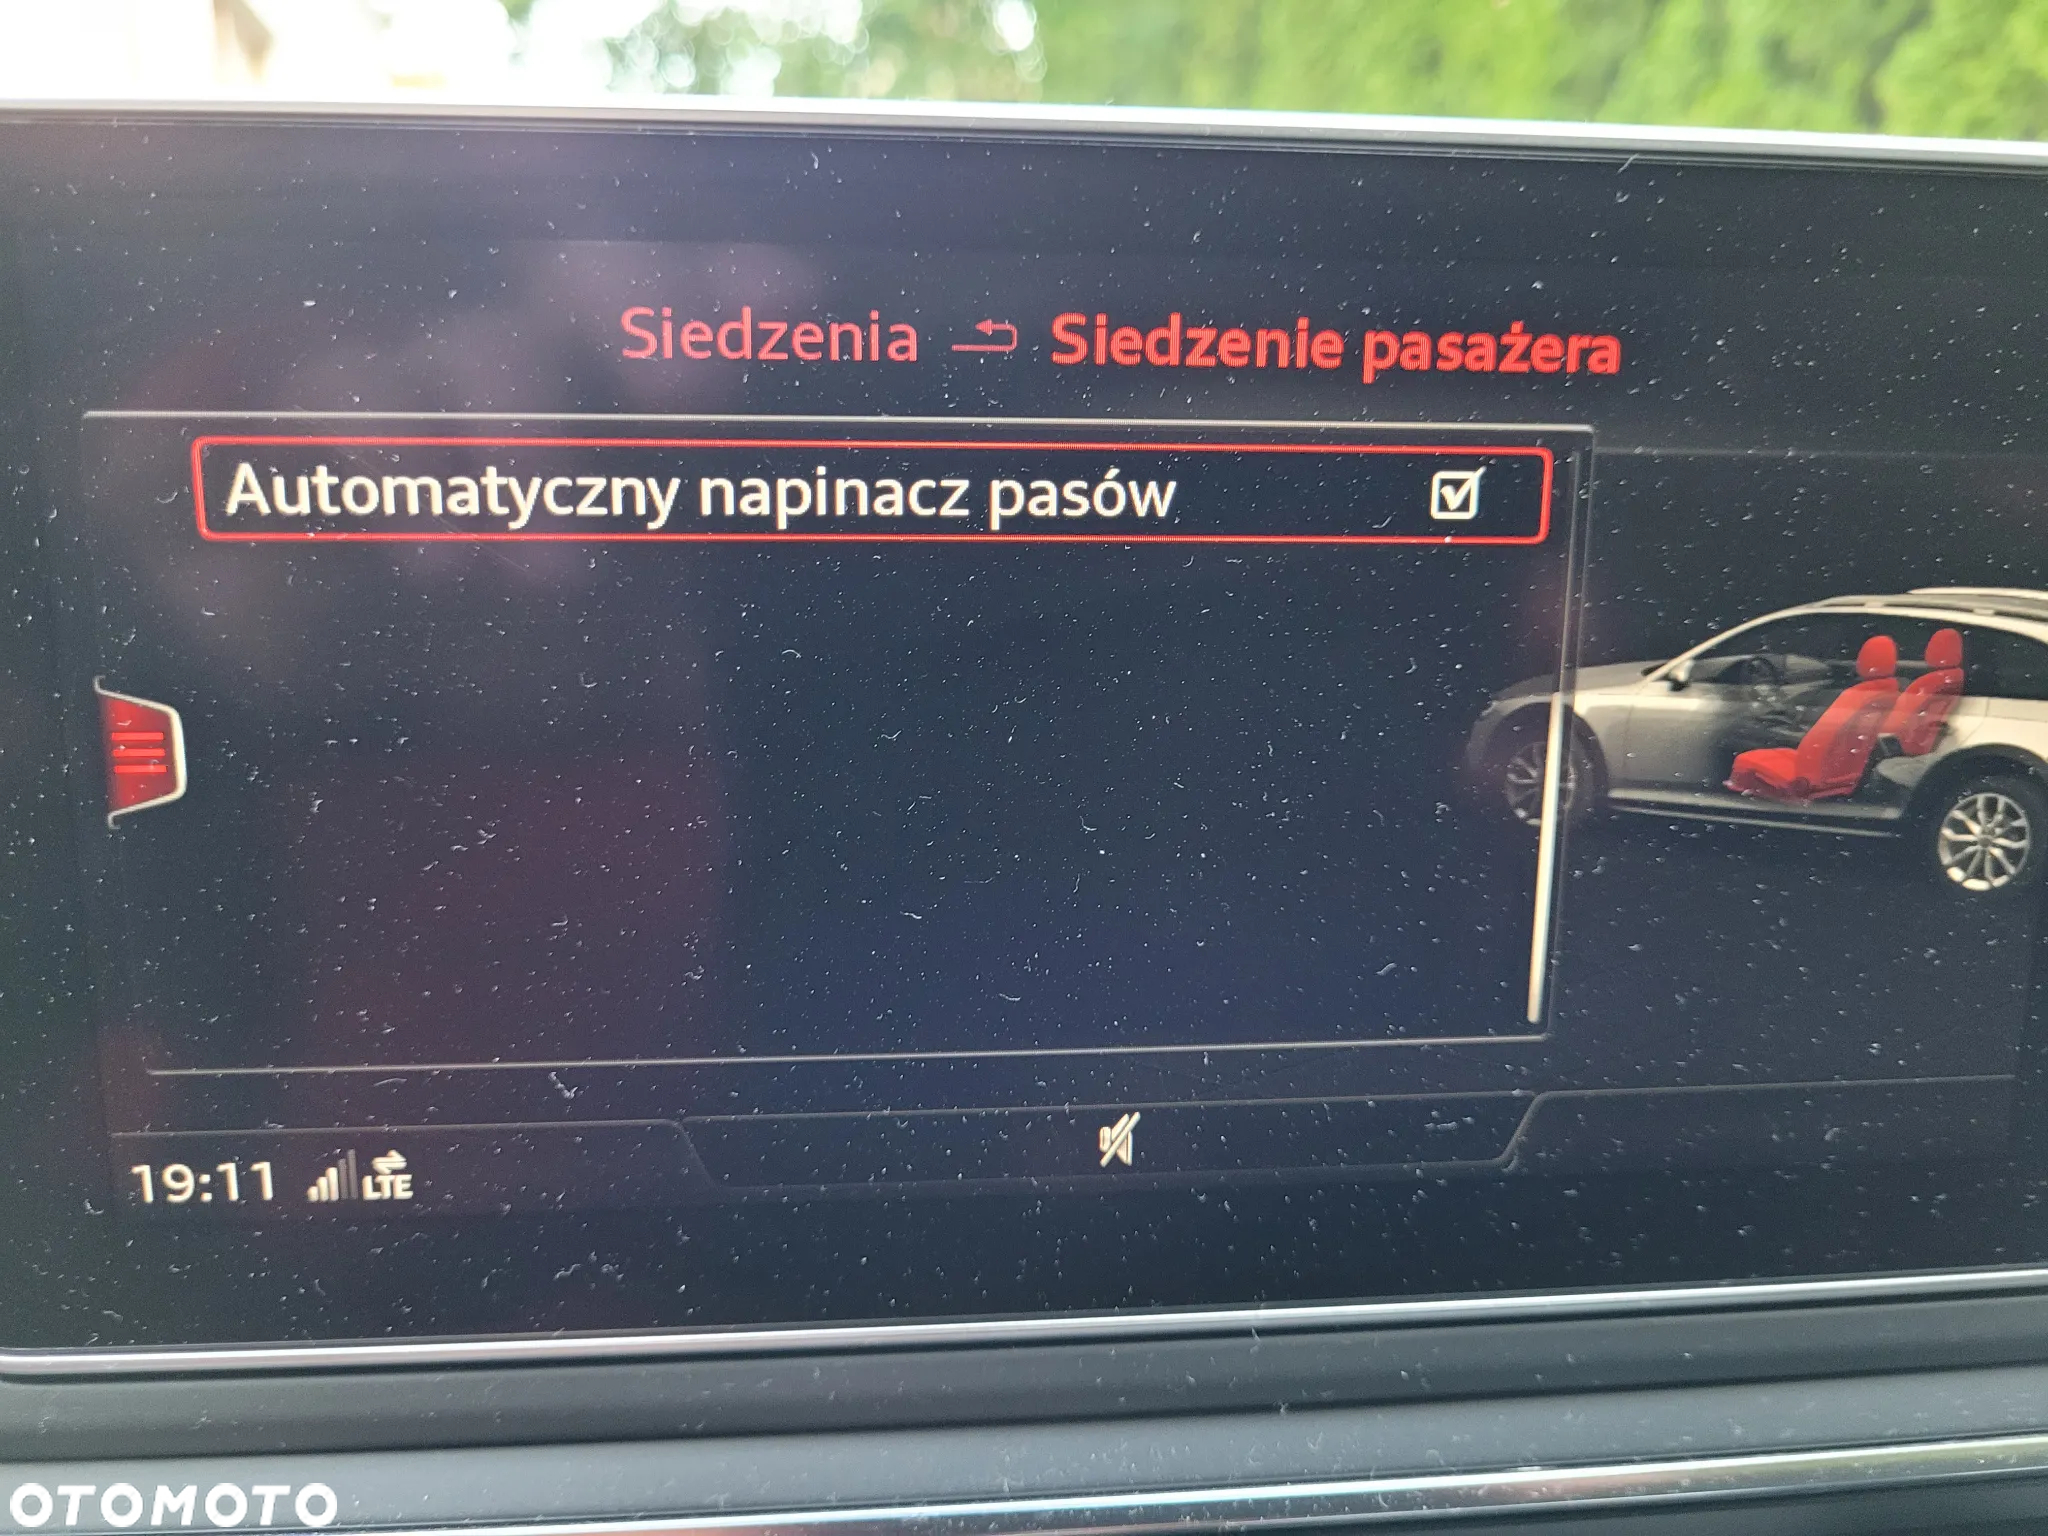 Siedzenia Siedzenie pasażera
Automatyczny napinacz pasów
19:11 LTE
OTOMOTO